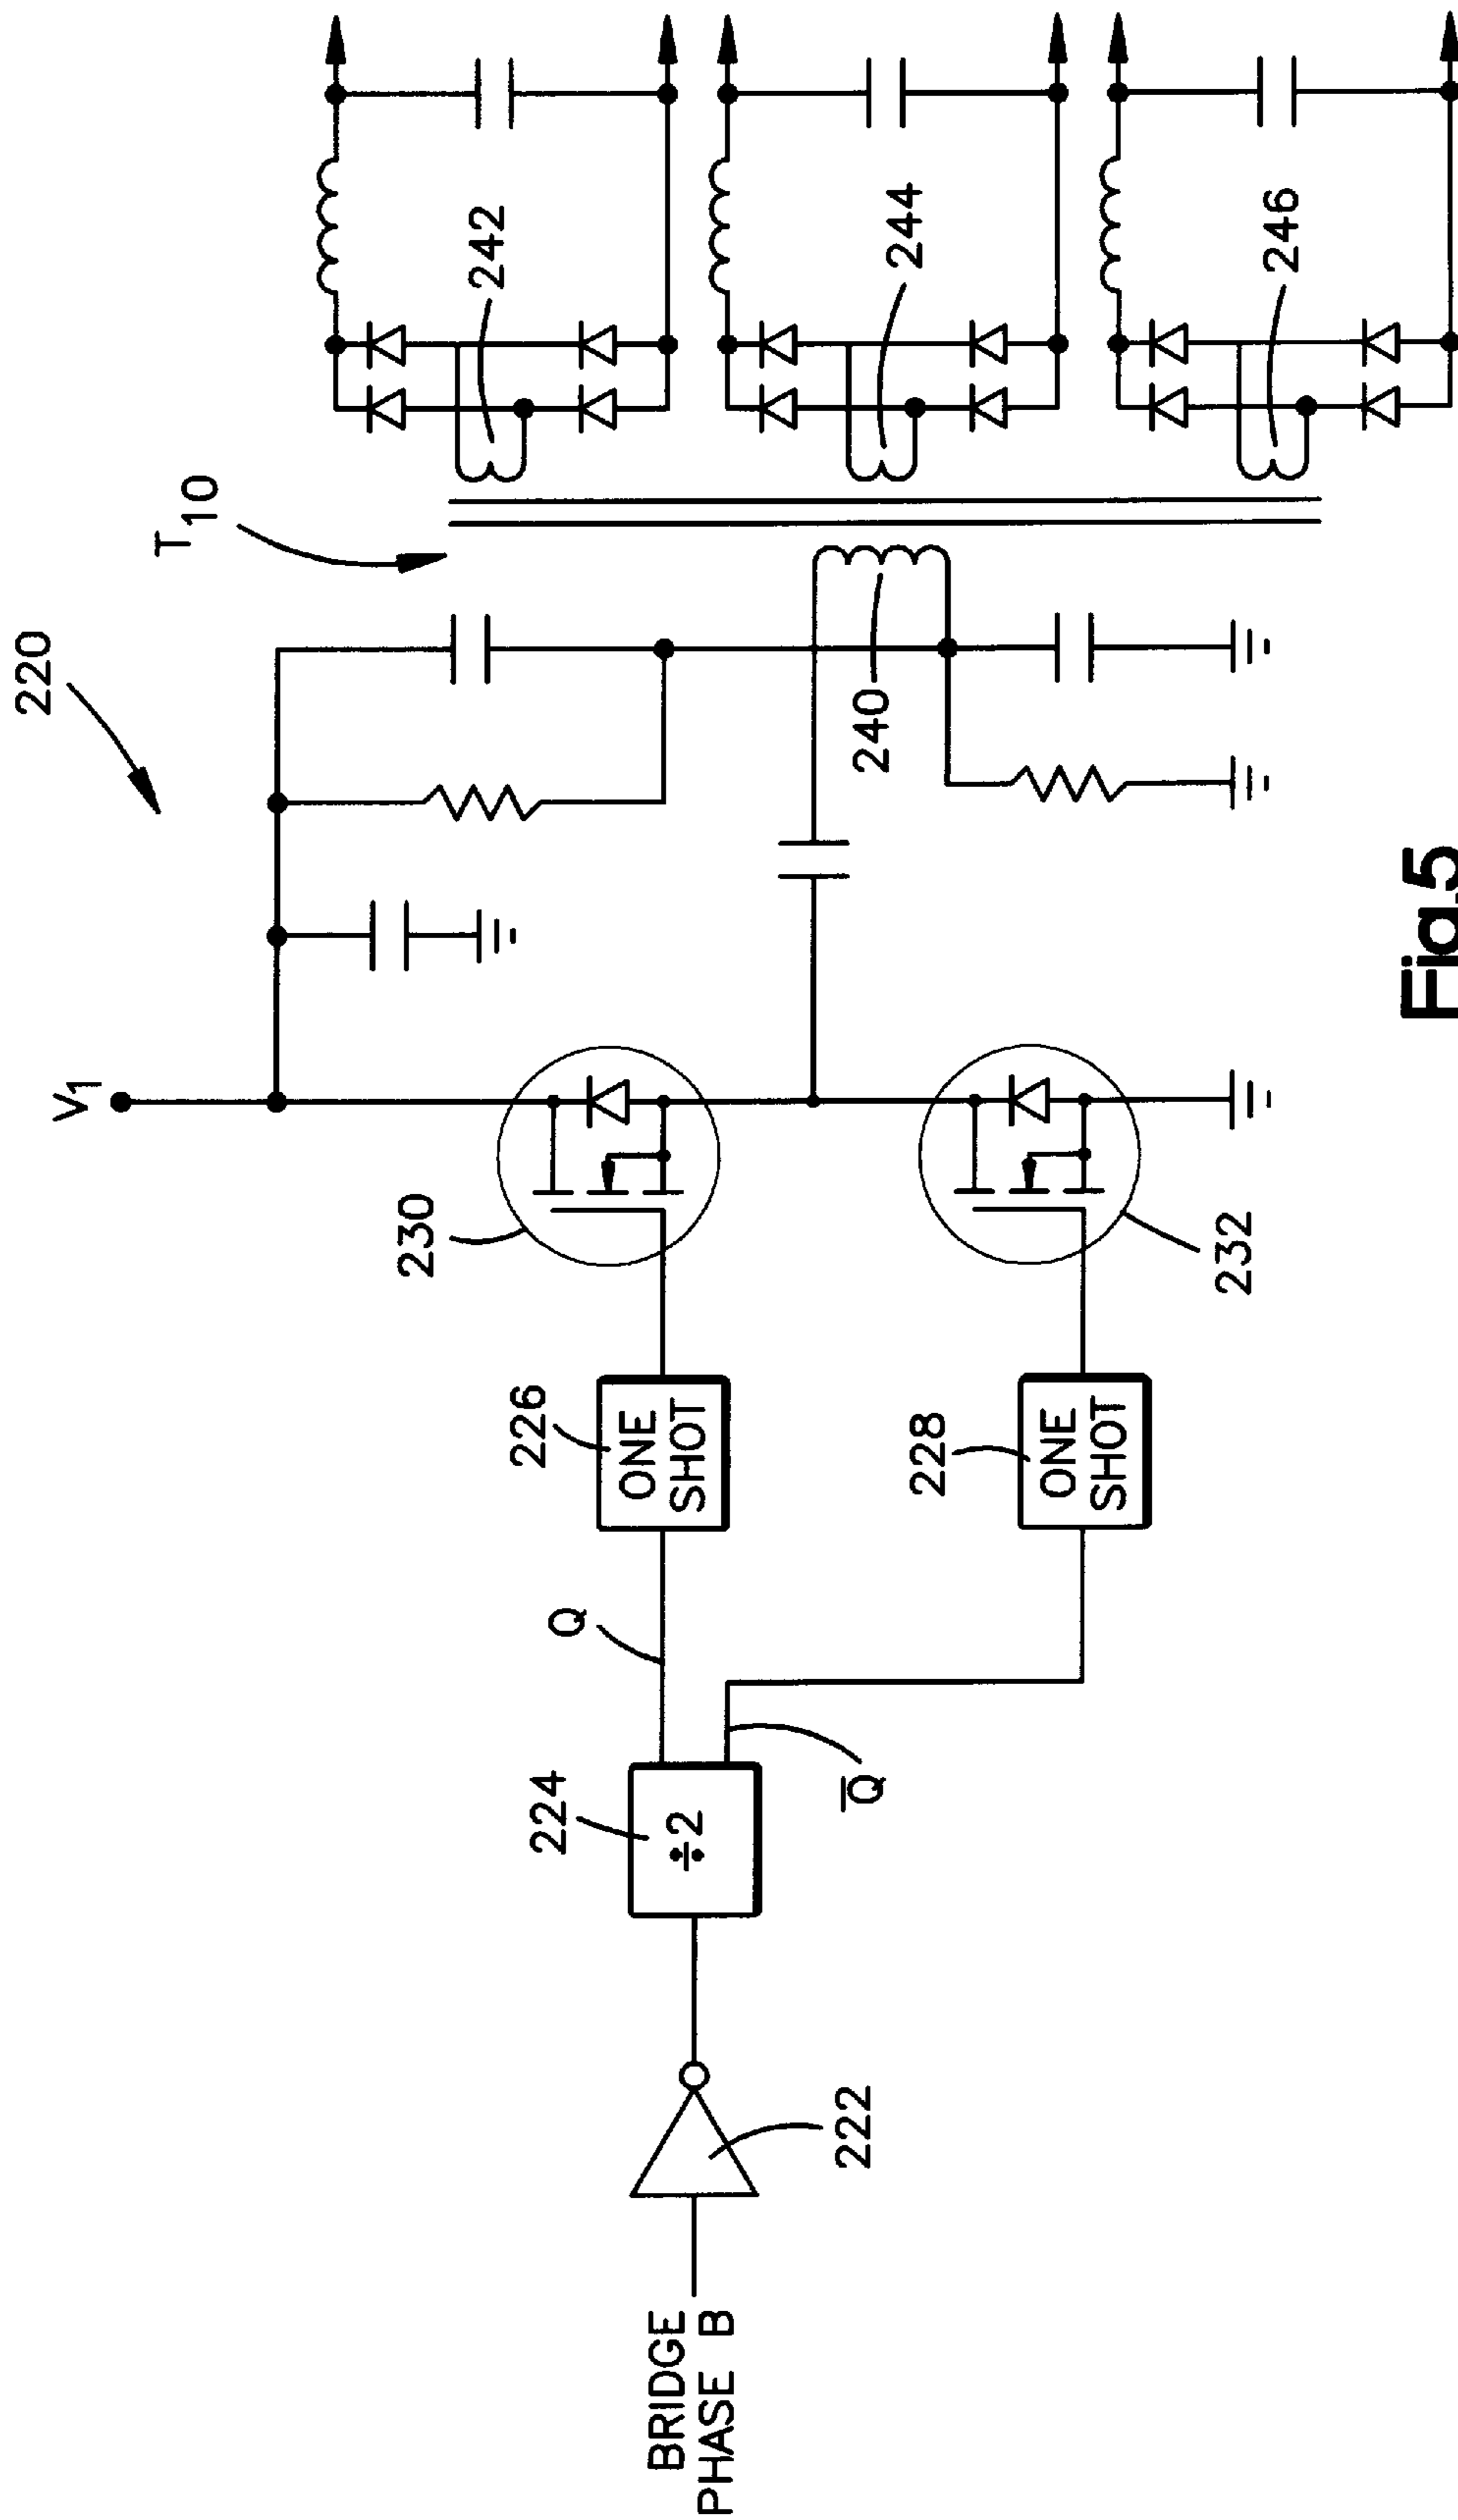 220
V1
T10
242
244
246
240
230
232
226
ONE
SHOT
228
ONE
SHOT
Q
Q̅
224
÷2
222
BRIDGE
PHASE B
Fig.5